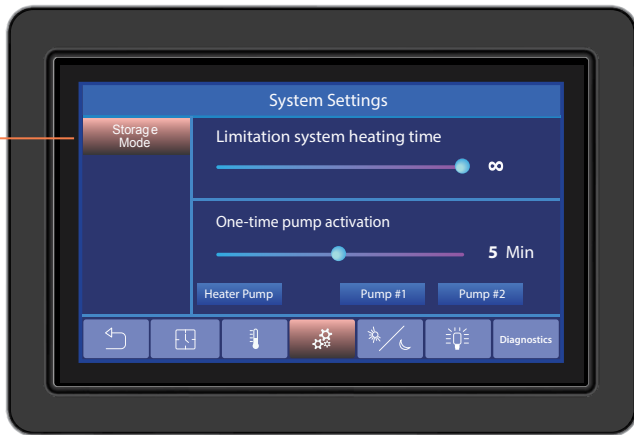 System Settings
Storage
Mode
Limitation system heating time
∞
One-time pump activation
5 Min
Heater Pump
Pump #1
Pump #2
Diagnostics